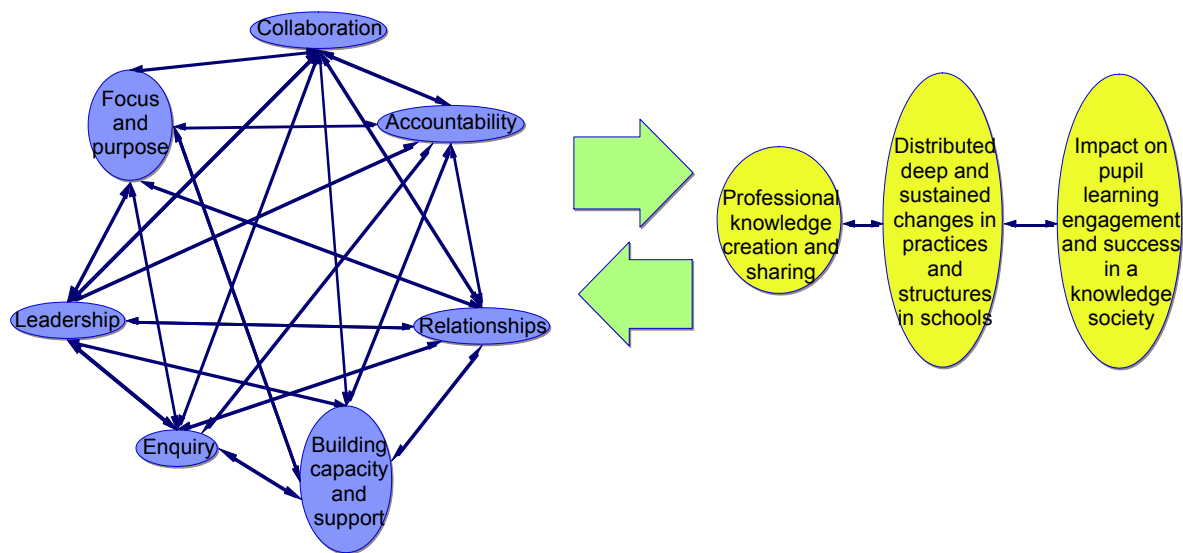 Collaboration
Focus
and
purpose
Accountability
Leadership
Relationships
Enquiry
Building
capacity
and
support
Professional
knowledge
creation and
sharing
Distributed
deep and
sustained
changes in
practices
and
structures
in schools
Impact on
pupil
learning
engagement
and success
in a
knowledge
society